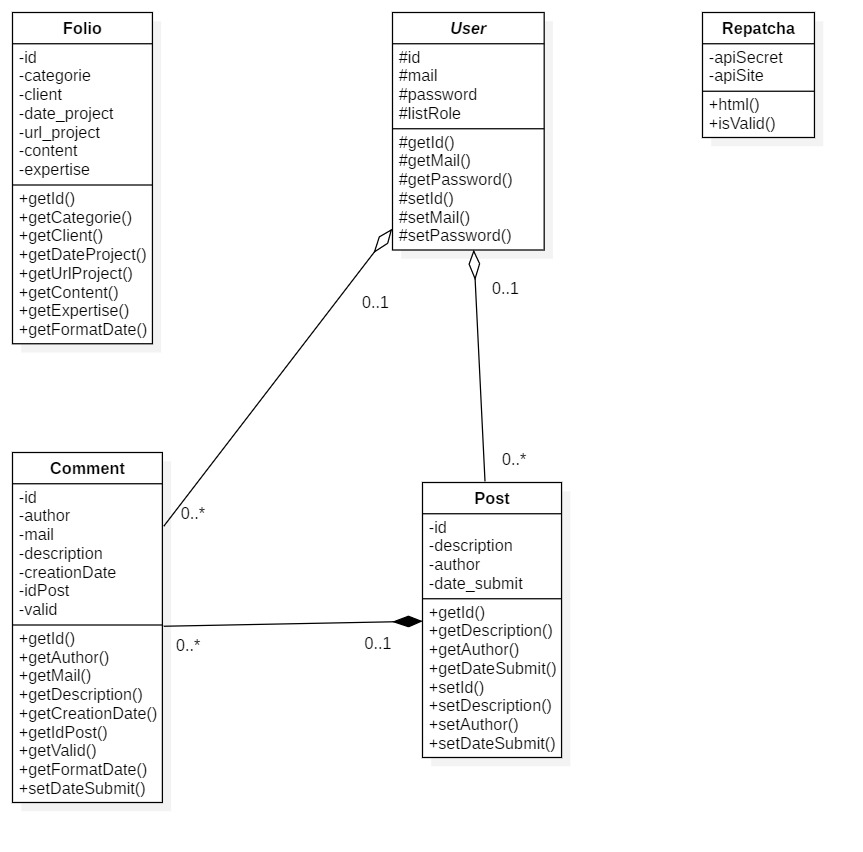 Folio
-id
-categorie
-client
-date_project
-url_project
-content
-expertise
+getId()
+getCategorie()
+getClient()
+getDateProject()
+getUrlProject()
+getContent()
+getExpertise()
+getFormatDate()
User
#id
#mail
#password
#listRole
#getId()
#getMail()
#getPassword()
#setId()
#setMail()
#setPassword()
Repatcha
-apiSecret
-apiSite
+html()
+isValid()
0..1
0..1
0..*
0..*
Comment
-id
-author
-mail
-description
-creationDate
-idPost
-valid
+getId()
+getAuthor()
+getMail()
+getDescription()
+getCreationDate()
+getIdPost()
+getValid()
+getFormatDate()
+setDateSubmit()
0..*
0..1
Post
-id
-description
-author
-date_submit
+getId()
+getDescription()
+getAuthor()
+getDateSubmit()
+setId()
+setDescription()
+setAuthor()
+setDateSubmit()